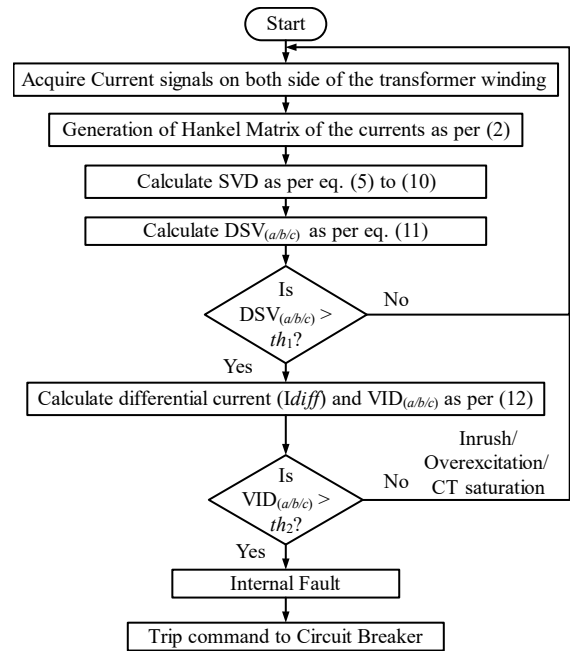 Start
Acquire Current signals on both side of the transformer winding
Generation of Hankel Matrix of the currents as per (2)
Calculate SVD as per eq. (5) to (10)
Calculate DSV(a/b/c) as per eq. (11)
Is
DSV(a/b/c) >
th1?
No
Yes
Calculate differential current (Idiff) and VID(a/b/c) as per (12)
Is
VID(a/b/c) >
th2?
No
Inrush/
Overexcitation/
CT saturation
Yes
Internal Fault
Trip command to Circuit Breaker